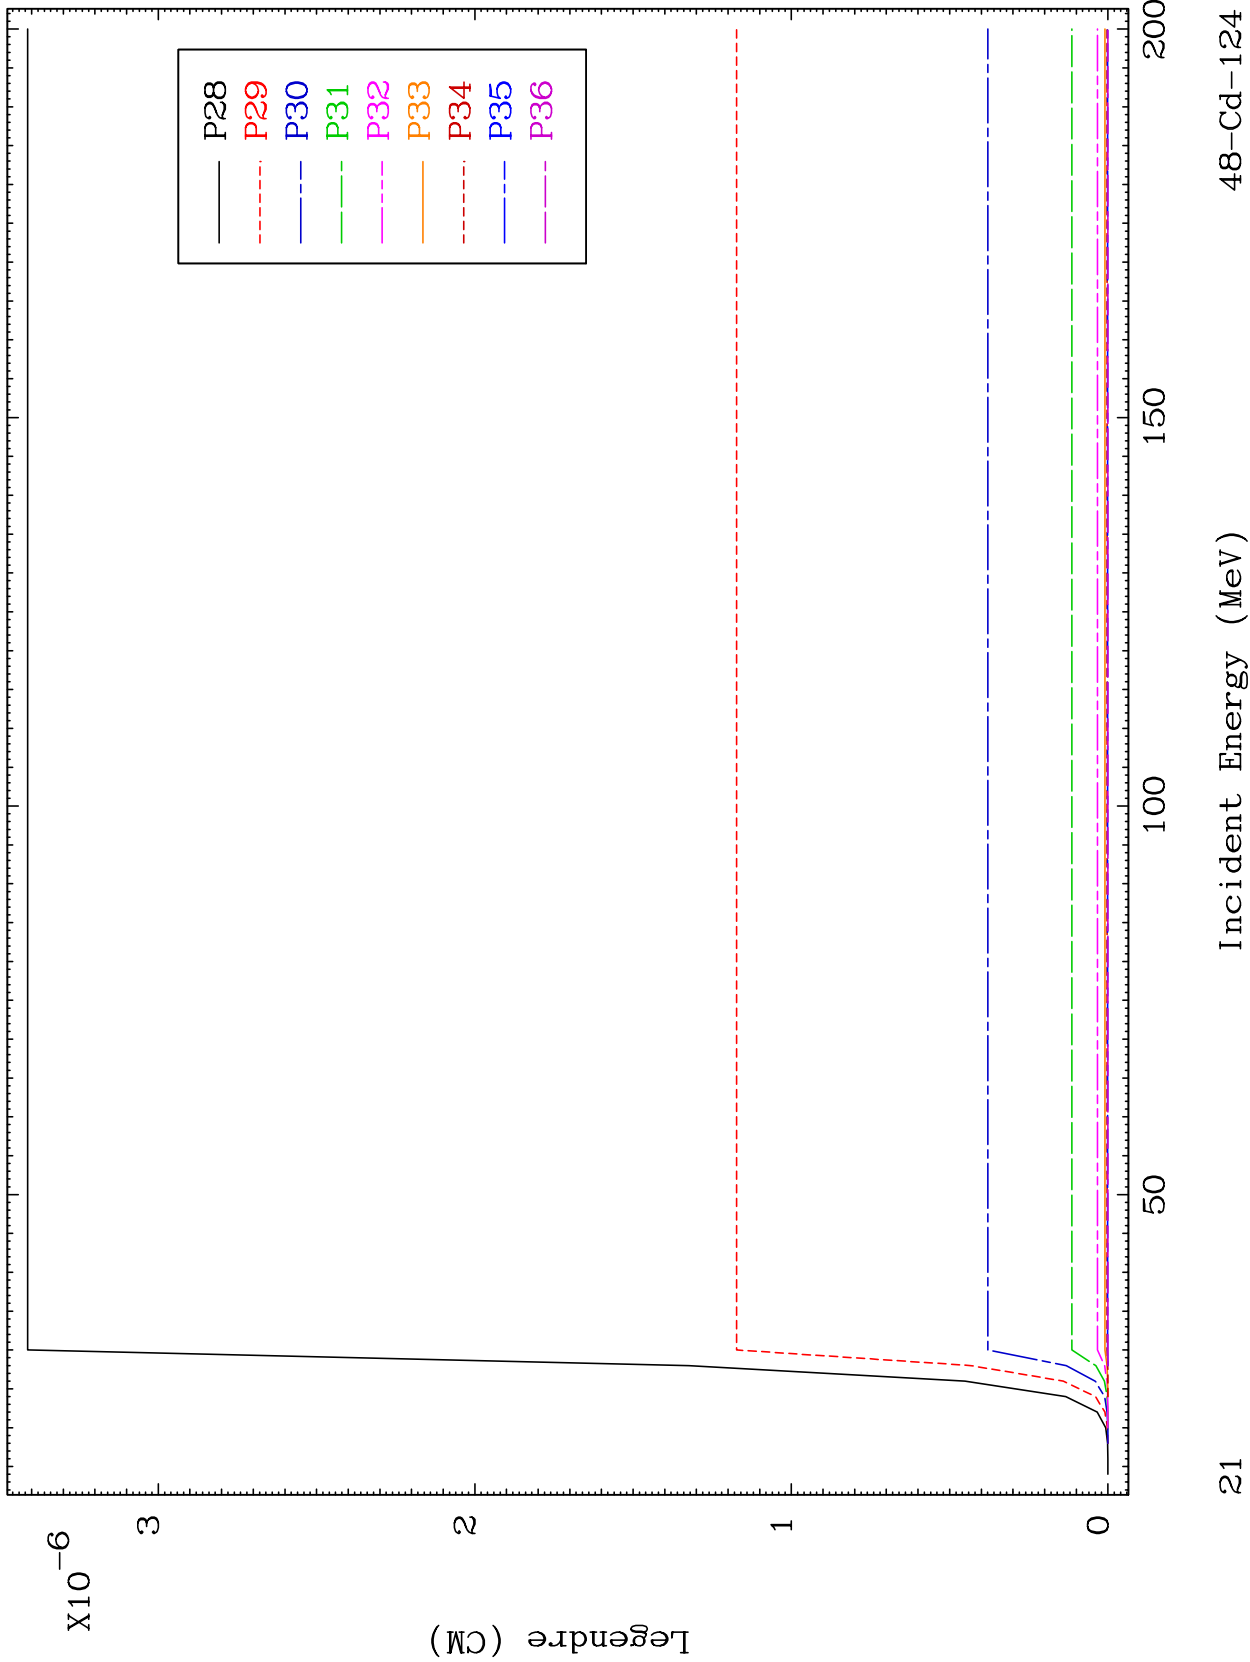 X10-6
Legendre (CM)
3
2
1
0
P28
P29
P30
P31
P32
P33
P34
P35
P36
50
100
150
200
Incident Energy (MeV)
21
48-Cd-124